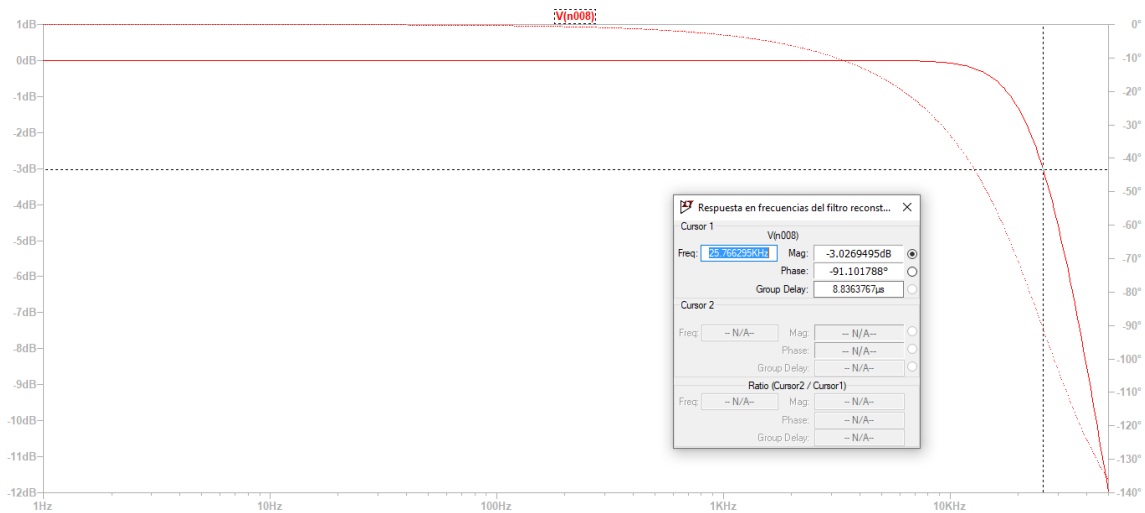 V(n008)
1dB
0dB
-1dB
-2dB
-3dB
-4dB
-5dB
-6dB
-7dB
-8dB
-9dB
-10dB
-11dB
-12dB
0°
-10°
-20°
-30°
-40°
-50°
-60°
-70°
-80°
-90°
-100°
-110°
-120°
-130°
-140°
1Hz 10Hz 100Hz 1KHz 10KHz
Respuesta en frecuencias del filtro reconst...
Cursor 1
V(n008)
Freq: 25.766295KHz Mag: -3.0269495dB
Phase: -91.101788°
Group Delay: 8.8363767µs
Cursor 2
Freq: -- N/A-- Mag: -- N/A--
Phase: -- N/A--
Group Delay: -- N/A--
Ratio (Cursor2 / Cursor1)
Freq: -- N/A-- Mag: -- N/A--
Phase: -- N/A--
Group Delay: -- N/A--